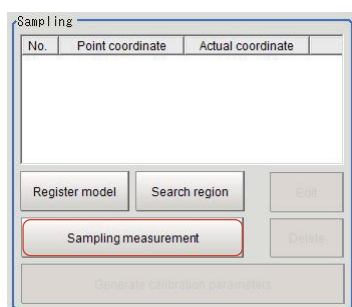 Sampling
No. Point coordinate Actual coordinate
Register model Search region Edit
Sampling measurement Delete
Generate calibration parameters